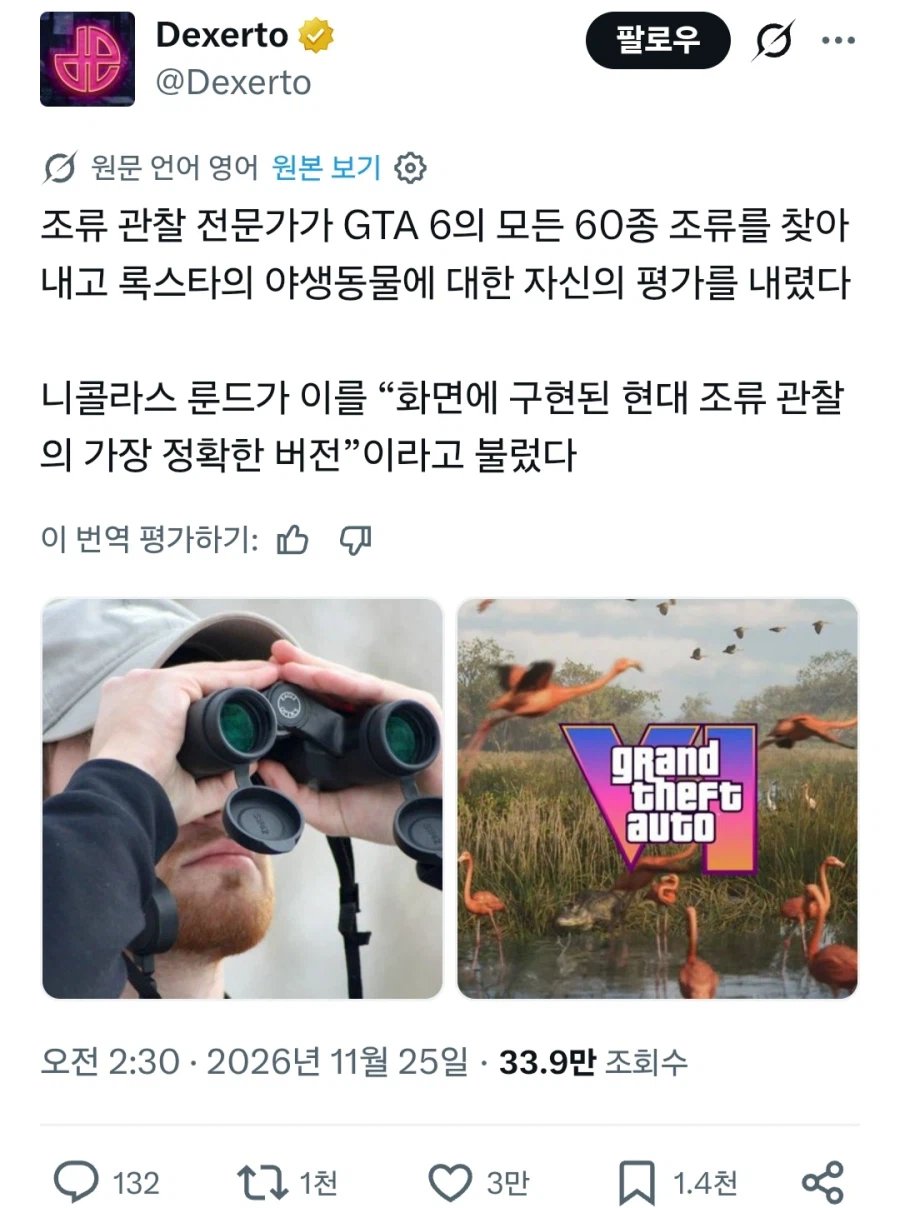 Dexerto
팔로우
@Dexerto
원문 언어 영어 원본 보기
조류 관찰 전문가가 GTA 6의 모든 60종 조류를 찾아
내고 록스타의 야생동물에 대한 자신의 평가를 내렸다
니콜라스 룬드가 이를 “화면에 구현된 현대 조류 관찰
의 가장 정확한 버전”이라고 불렀다
이 번역 평가하기:
VI
grand
theft
auto
오전 2:30 · 2026년 11월 25일 · 33.9만 조회수
132
1천
3만
1.4천